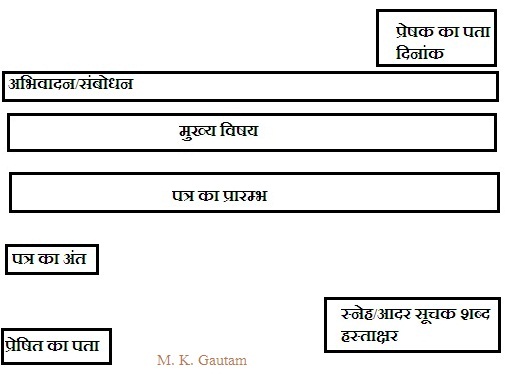 प्रेषक का पता
दिनांक
अभिवादन/संबोधन
मुख्य विषय
पत्र का प्रारम्भ
पत्र का अंत
स्नेह/आदर सूचक शब्द
हस्ताक्षर
प्रेषित का पता
M. K. Gautam